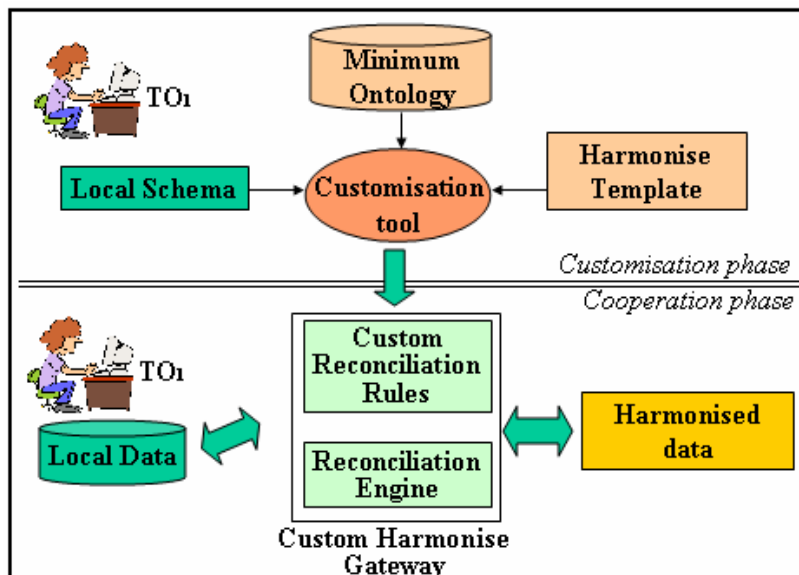 Minimum
Ontology
TO1
Local Schema
Customisation
tool
Harmonise
Template
Customisation phase
Cooperation phase
TO1
Local Data
Custom
Reconciliation
Rules
Reconciliation
Engine
Harmonised
data
Custom Harmonise
Gateway